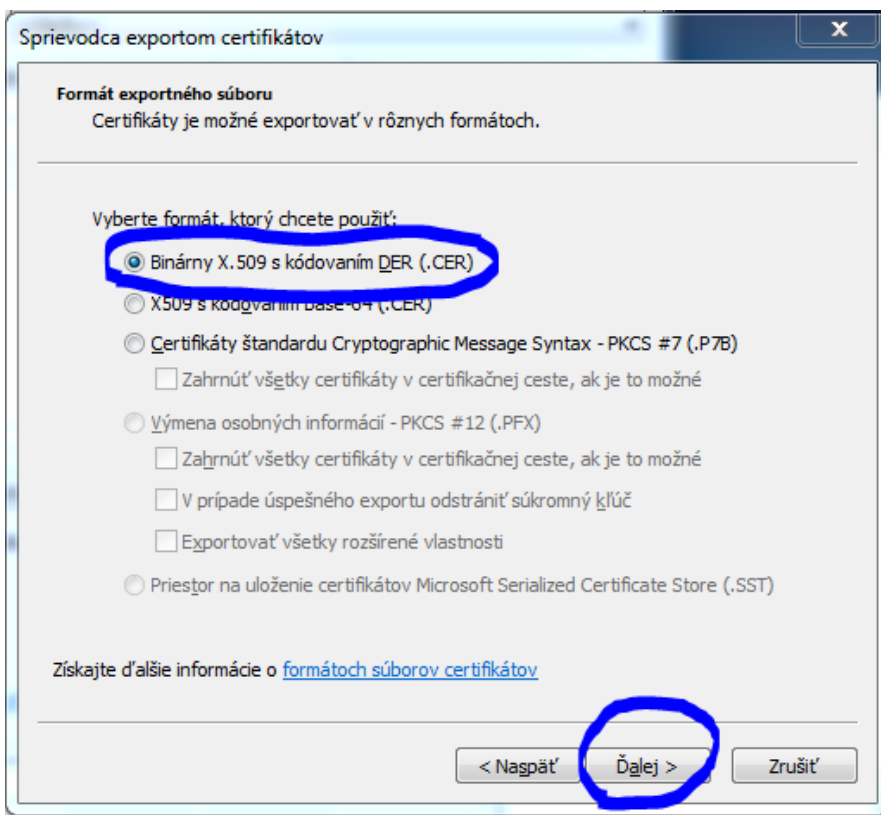 Sprievodca exportom certifikátov
x
Formát exportného súboru
Certifikáty je možné exportovať v rôznych formátoch.
Vyberte formát, ktorý chcete použiť:
Binárny X.509 s kódovaním DER (.CER)
X509 s kódovaním Base-64 (.CER)
Certifikáty štandardu Cryptographic Message Syntax - PKCS #7 (.P7B)
Zahrnúť všetky certifikáty v certifikačnej ceste, ak je to možné
Výmena osobných informácií - PKCS #12 (.PFX)
Zahrnúť všetky certifikáty v certifikačnej ceste, ak je to možné
V prípade úspešného exportu odstrániť súkromný kľúč
Exportovať všetky rozšírené vlastnosti
Priestor na uloženie certifikátov Microsoft Serialized Certificate Store (.SST)
Získajte ďalšie informácie o formátoch súborov certifikátov
< Naspäť Ďalej > Zrušiť